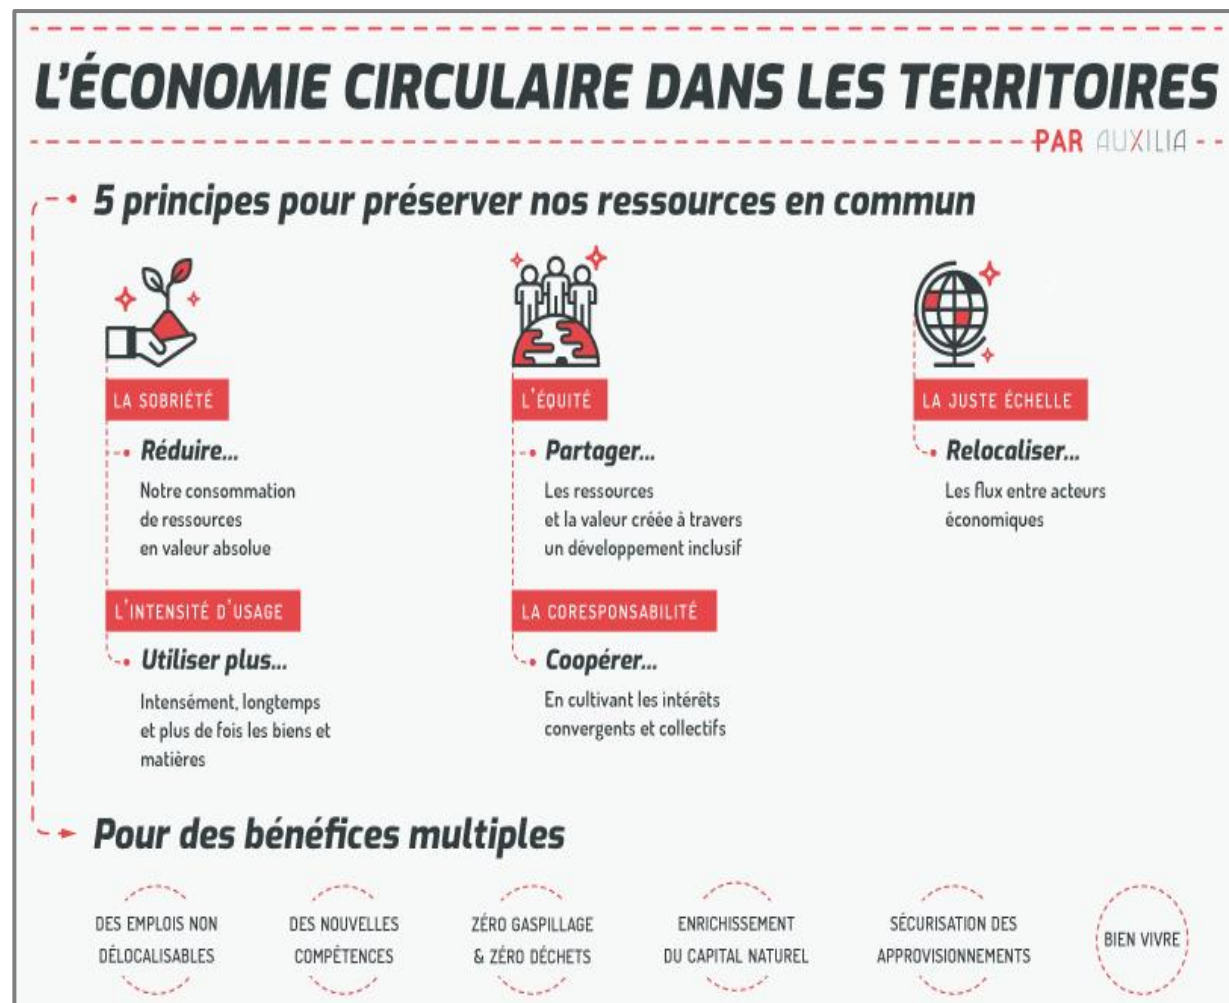 L'ÉCONOMIE CIRCULAIRE DANS LES TERRITOIRES
PAR AUXILIA
5 principes pour préserver nos ressources en commun
LA SOBRIÉTÉ
Réduire...
Notre consommation
de ressources
en valeur absolue
L'INTENSITÉ D'USAGE
Utiliser plus...
Intensément, longtemps
et plus de fois les biens et
matières
L'ÉQUITÉ
Partager...
Les ressources
et la valeur créée à travers
un développement inclusif
LA CORESPONSABILITÉ
Coopérer...
En cultivant les intérêts
convergents et collectifs
LA JUSTE ÉCHELLE
Relocaliser...
Les flux entre acteurs
économiques
Pour des bénéfices multiples
DES EMPLOIS NON
DÉLOCALISABLES
DES NOUVELLES
COMPÉTENCES
ZÉRO GASPILLAGE
& ZÉRO DÉCHETS
ENRICHISSEMENT
DU CAPITAL NATUREL
SÉCURISATION DES
APPROVISIONNEMENTS
BIEN VIVRE